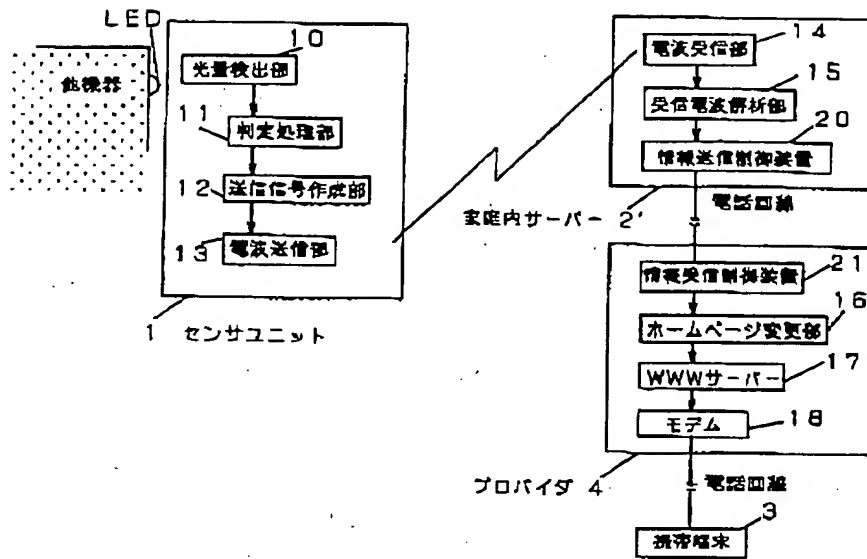 LED
他機器
10
光量検出部
11
判定処理部
12
送信信号作成部
13
電波送信部
1 センサユニット
14
電波受信部
15
受信電波解析部
20
情報送信制御装置
家庭内サーバー 2'
電話回線
21
情報受信制御装置
16
ホームページ変更部
17
WWWサーバー
18
モデム
プロバイダ 4
電話回線
3
携帯端末